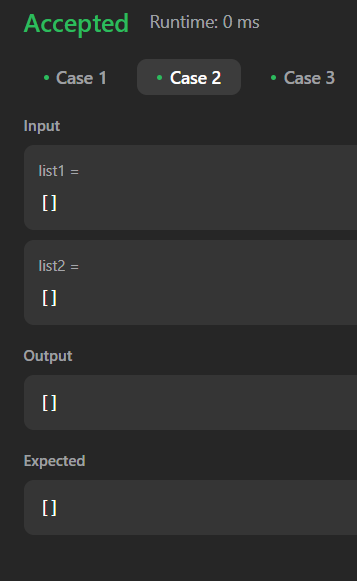 Accepted Runtime: 0 ms
• Case 1 • Case 2 • Case 3
Input
list1 =
[]
list2 =
[]
Output
[]
Expected
[]